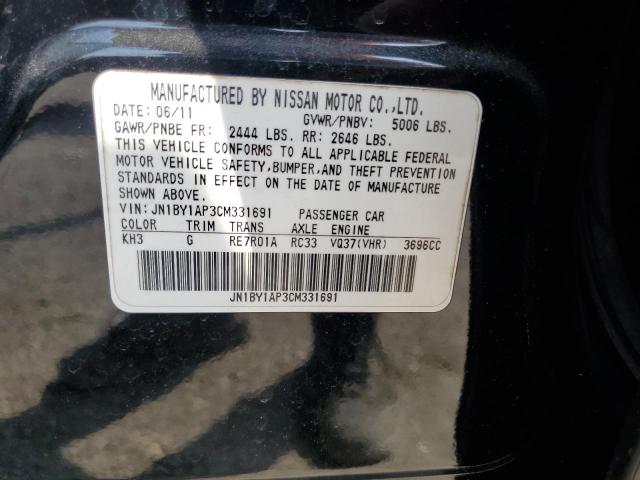 MANUFACTURED BY NISSAN MOTOR CO.,LTD.
DATE: 06/11 GVWR/PNBV: 5006 LBS.
GAWR/PNBE FR: 2444 LBS. RR: 2646 LBS.
THIS VEHICLE CONFORMS TO ALL APPLICABLE FEDERAL
MOTOR VEHICLE SAFETY,BUMPER,AND THEFT PREVENTION
STANDARDS IN EFFECT ON THE DATE OF MANUFACTURE
SHOWN ABOVE.
VIN: JN1BY1AP3CM331691 PASSENGER CAR
COLOR TRIM TRANS AXLE ENGINE
KH3 G RE7R01A RC33 VQ37(VHR) 3696CC
JN1BY1AP3CM331691